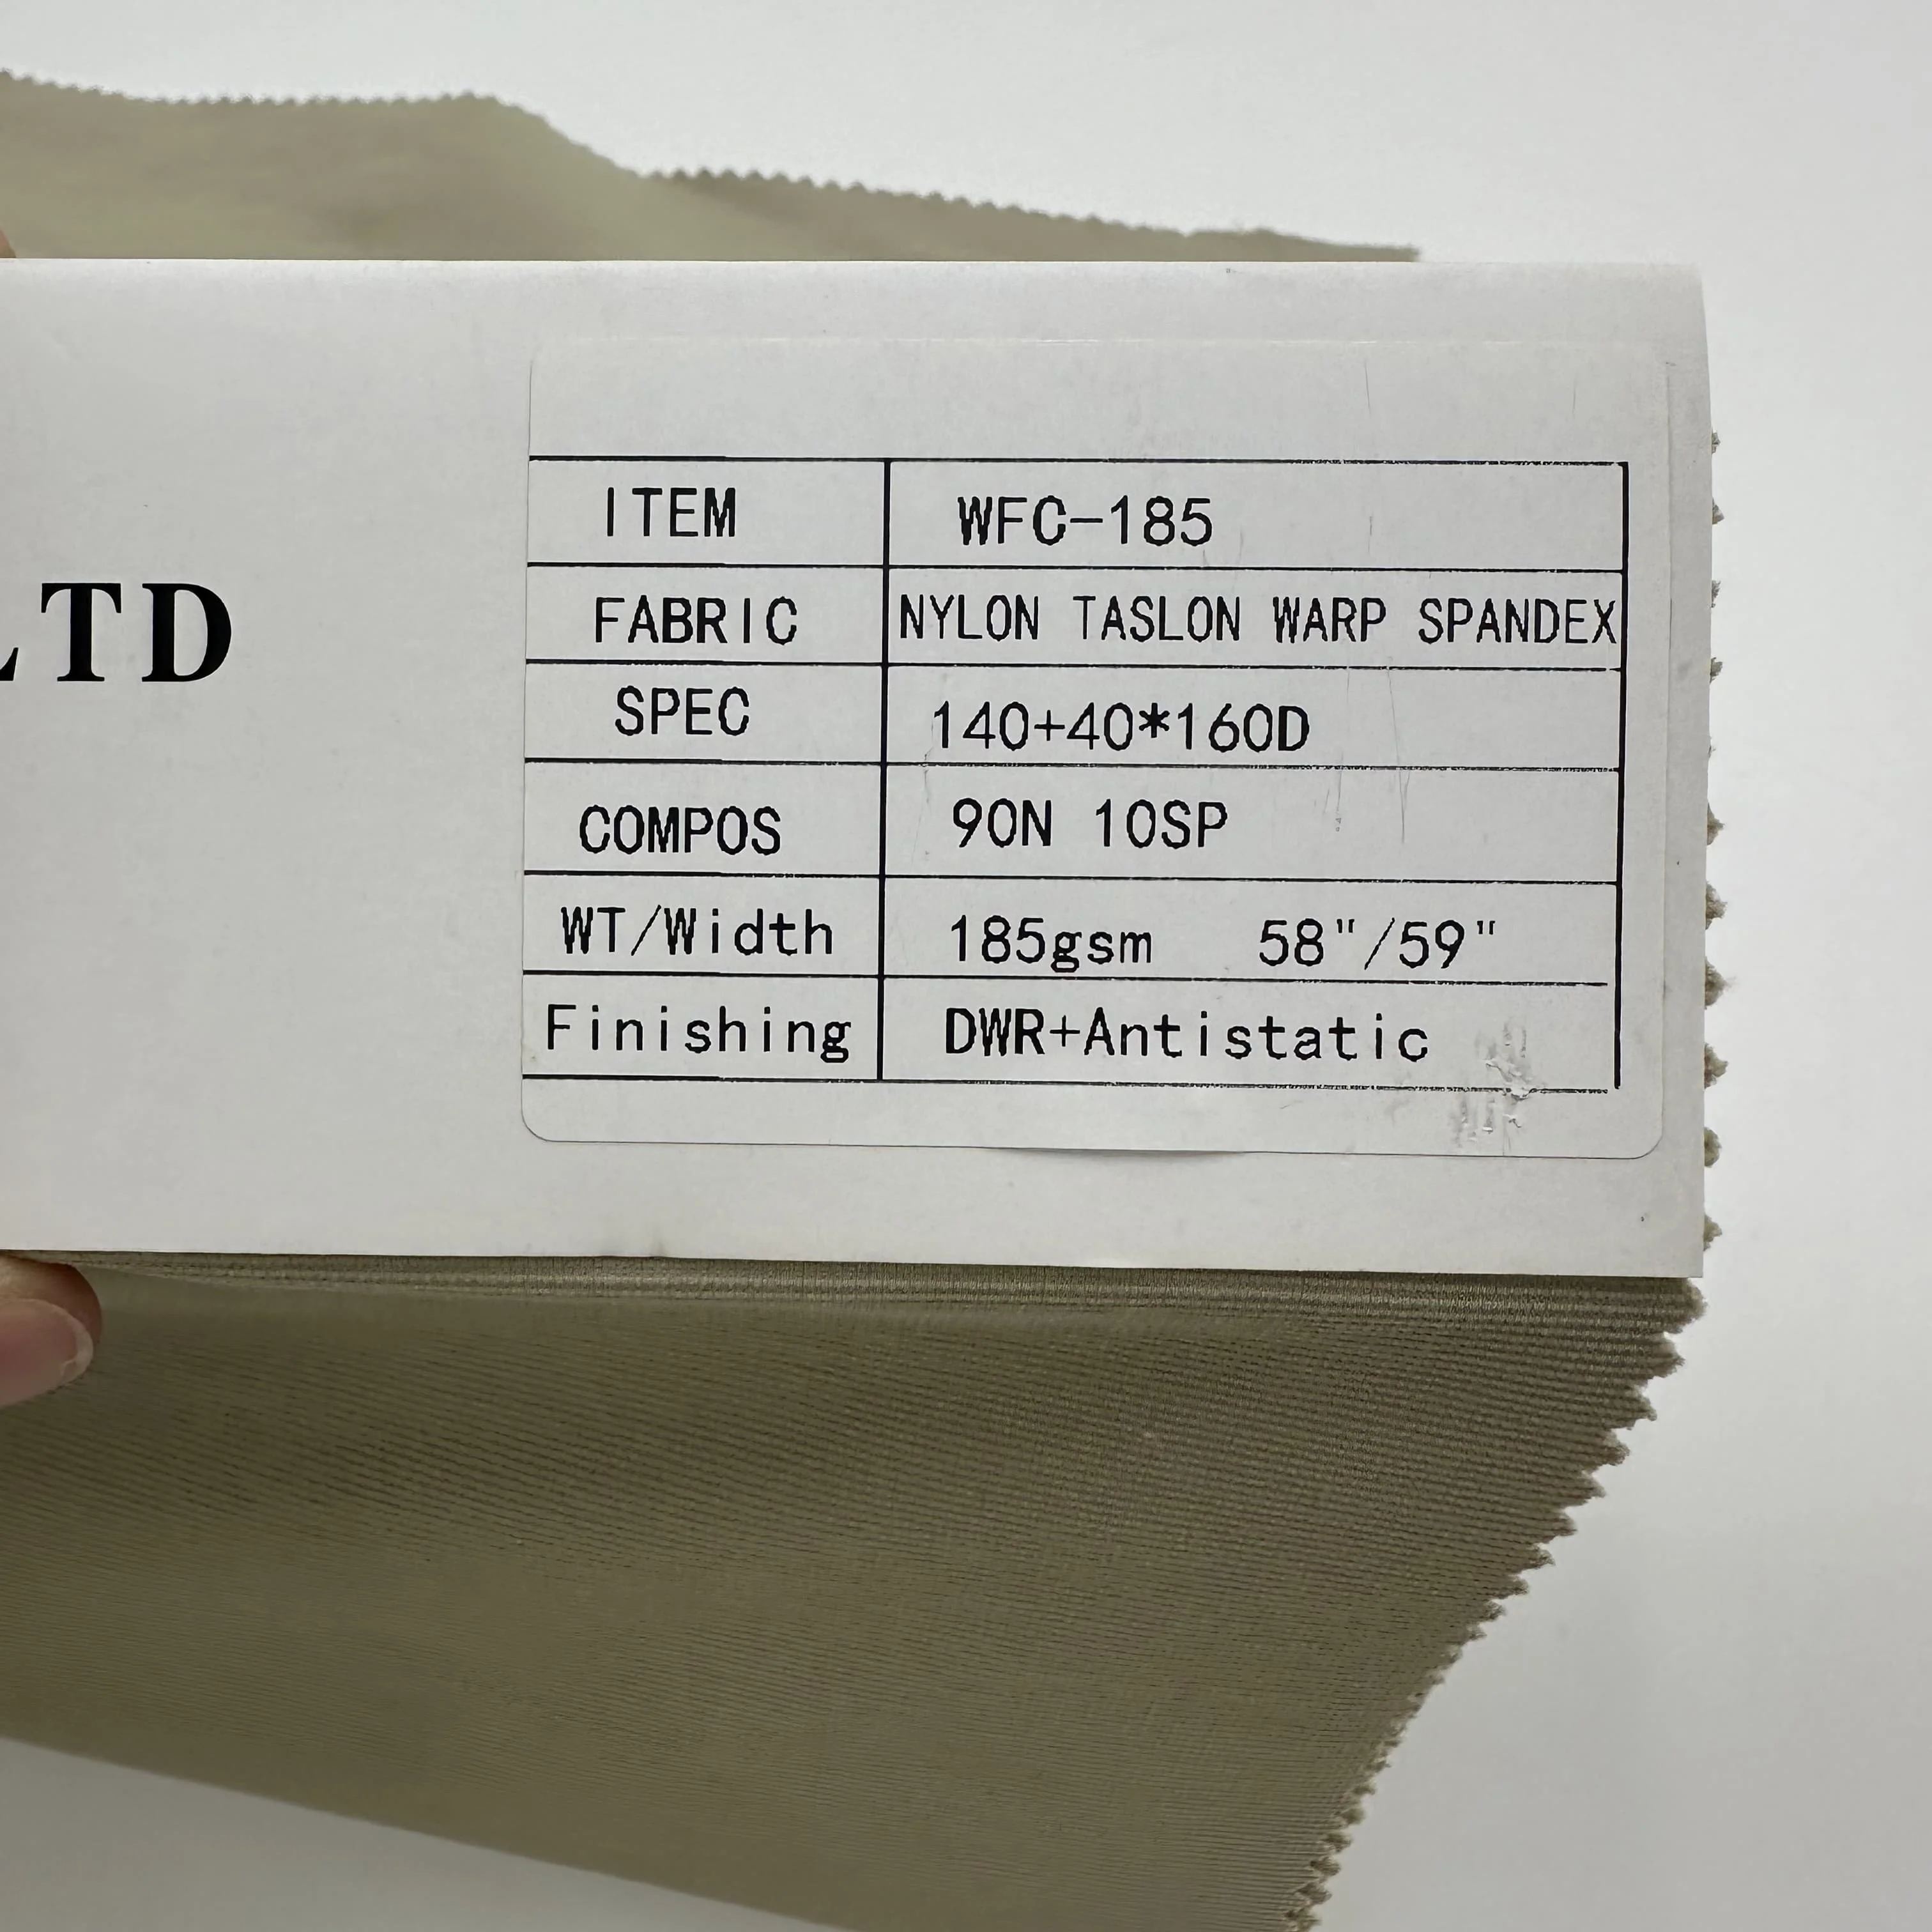 LTD
ITEM WFC-185
FABRIC NYLON TASLON WARP SPANDEX
SPEC 140+40*160D
COMPOS 90N 10SP
WT/Width 185gsm 58"/59"
Finishing DWR+Antistatic